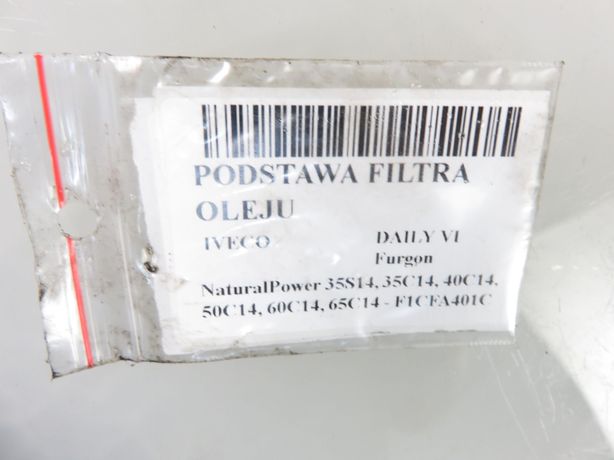 PODSTAWA FILTRA
OLEJU
IVECO DAILY VI
Furgon
NaturalPower 35S14, 35C14, 40C14,
50C14, 60C14, 65C14 - F1CFA401C